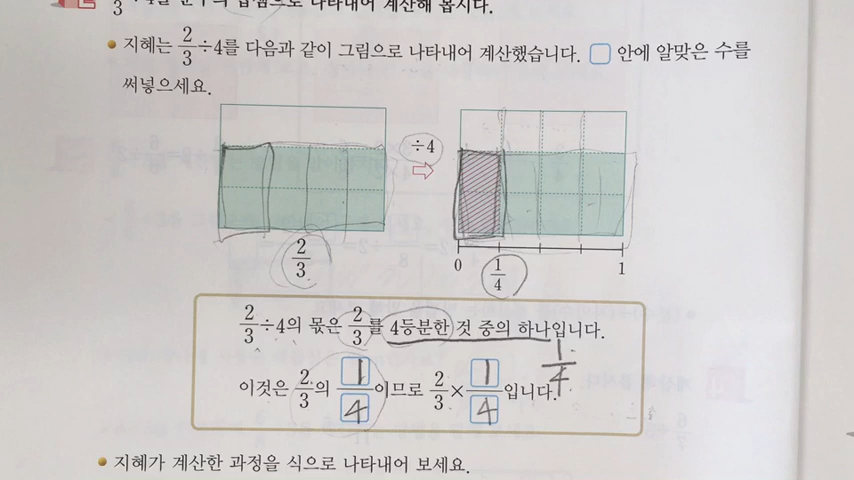 3 ÷4를 분수의 곱셈으로 나타내어 계산해 봅시다.
지혜는 2/3÷4를 다음과 같이 그림으로 나타내어 계산했습니다. □ 안에 알맞은 수를
써넣으세요.
÷4
2/3
0 1/4 1
2/3÷4의 몫은 2/3를 4등분한 것 중의 하나입니다.
1/4
이것은 2/3의 1/4이므로 2/3×1/4입니다.
지혜가 계산한 과정을 식으로 나타내어 보세요.